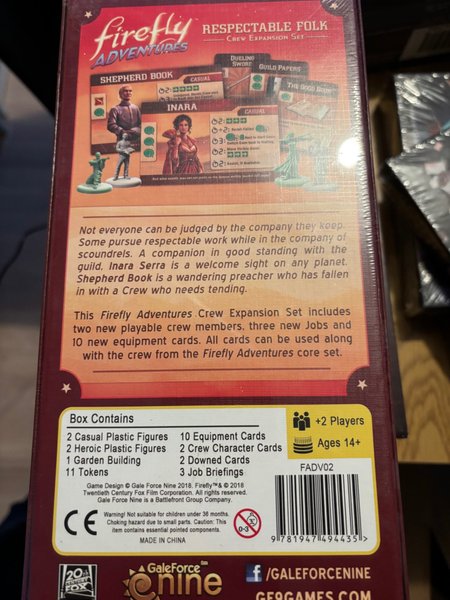 firefly
ADVENTURES
RESPECTABLE FOLK
CREW EXPANSION SET
DUELING
SWORD
GUILD PAPERS
SHEPHERD BOOK
CASUAL
THE GOOD BOOK
INARA
CASUAL
Not everyone can be judged by the company they keep.
Some pursue respectable work while in the company of
scoundrels. A companion in good standing with the
guild, Inara Serra is a welcome sight on any planet.
Shepherd Book is a wandering preacher who has fallen
in with a Crew who needs tending.
This Firefly Adventures Crew Expansion Set includes
two new playable crew members, three new Jobs and
10 new equipment cards. All cards can be used along
with the crew from the Firefly Adventures core set.
Box Contains
2 Casual Plastic Figures
2 Heroic Plastic Figures
1 Garden Building
11 Tokens
10 Equipment Cards
2 Crew Character Cards
2 Downed Cards
3 Job Briefings
+2 Players
Ages 14+
Game Design © Gale Force Nine 2018. Firefly™& © 2018
Twentieth Century Fox Film Corporation. All rights reserved.
Gale Force Nine is a Battlefront Group Company.
CE
Warning! Not suitable for children under 36 months.
Choking hazard due to small parts. Caution: This
item contains essential pointed components.
MADE IN CHINA
0-3
FADV02
9 781947 494435 >
20th
CENTURY
FOX
GaleForce
nine
f /GALEFORCENINE
GF9GAMES.COM